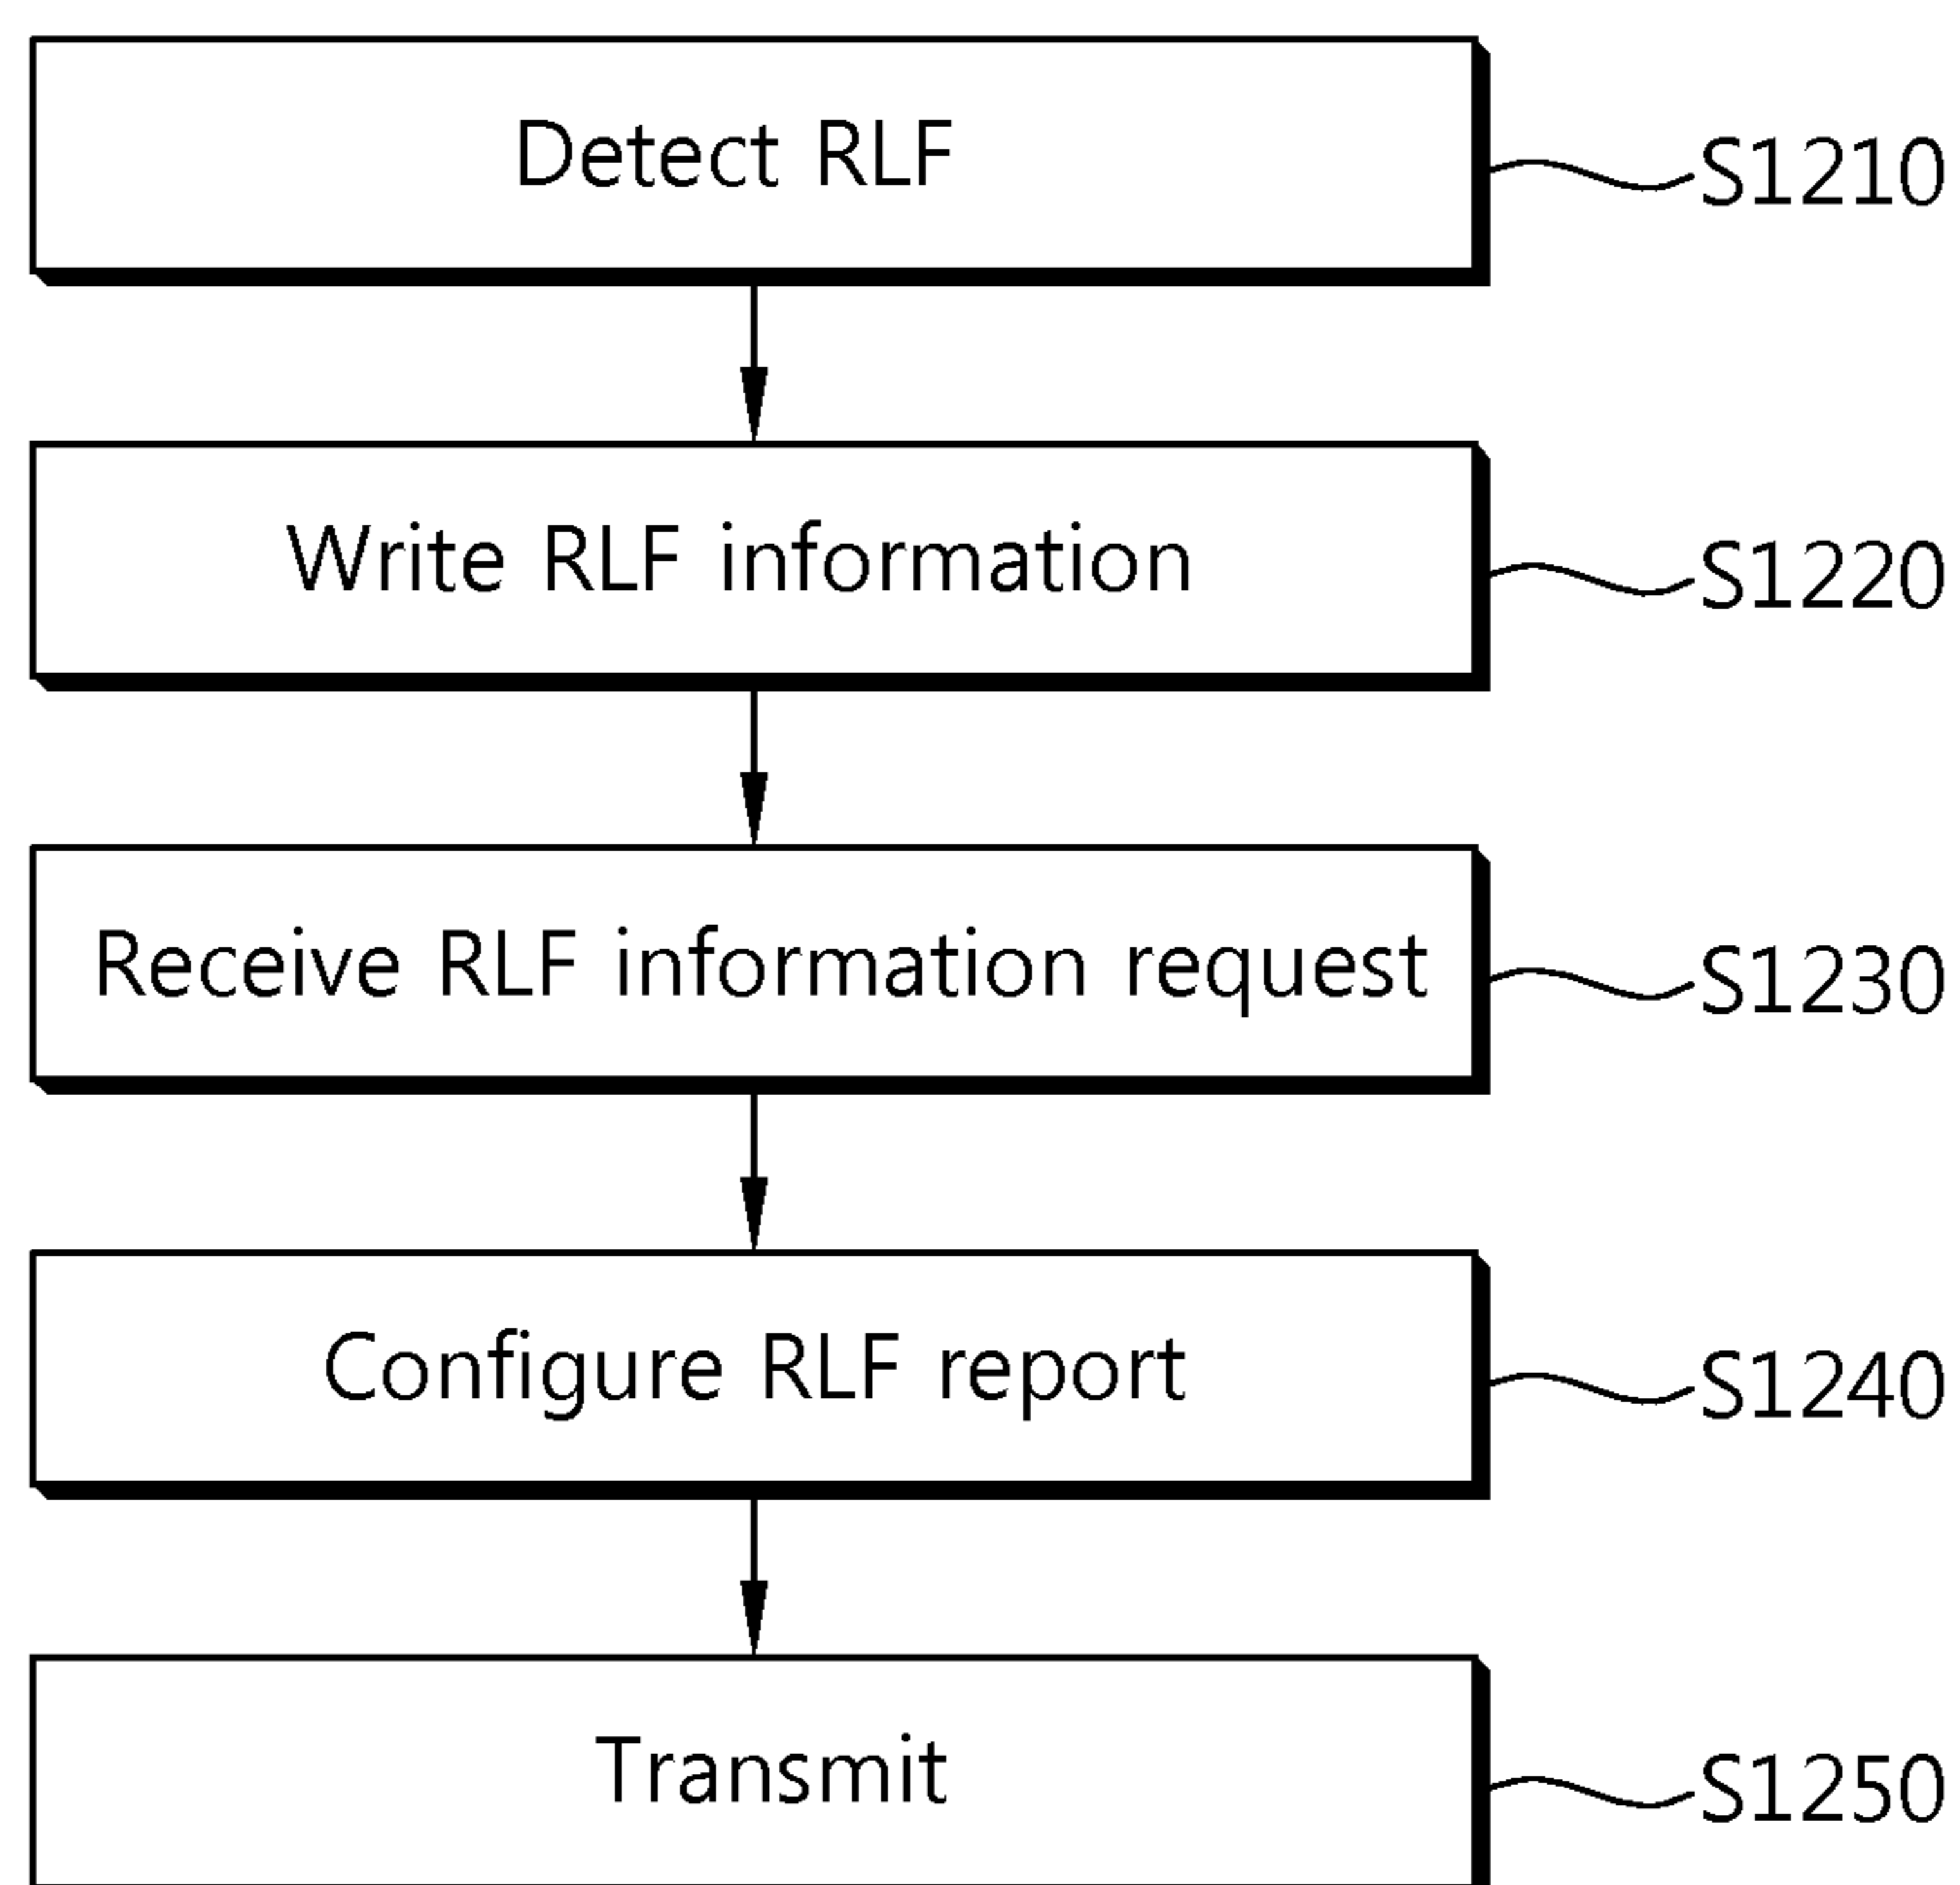 Detect RLF
S1210
Write RLF information
S1220
Receive RLF information request
S1230
Configure RLF report
S1240
Transmit
S1250